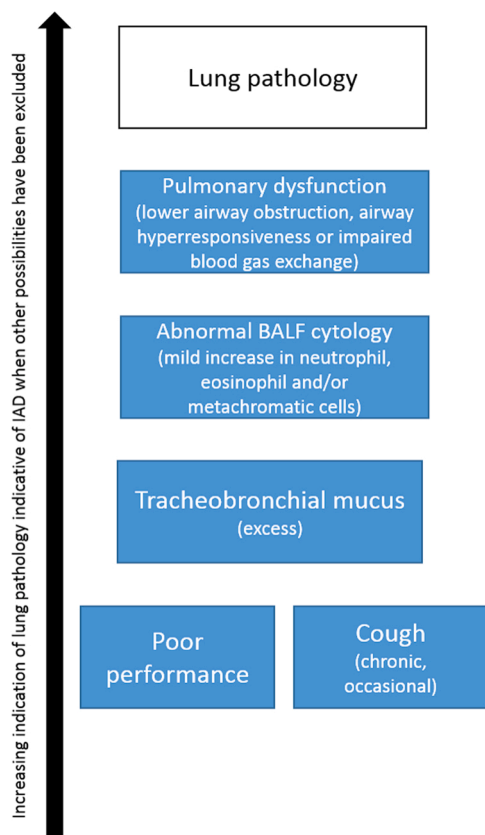 Increasing indication of lung pathology indicative of IAD when other possibilities have been excluded
Lung pathology
Pulmonary dysfunction
(lower airway obstruction, airway
hyperresponsiveness or impaired
blood gas exchange)
Abnormal BALF cytology
(mild increase in neutrophil,
eosinophil and/or
metachromatic cells)
Tracheobronchial mucus
(excess)
Poor
performance
Cough
(chronic,
occasional)